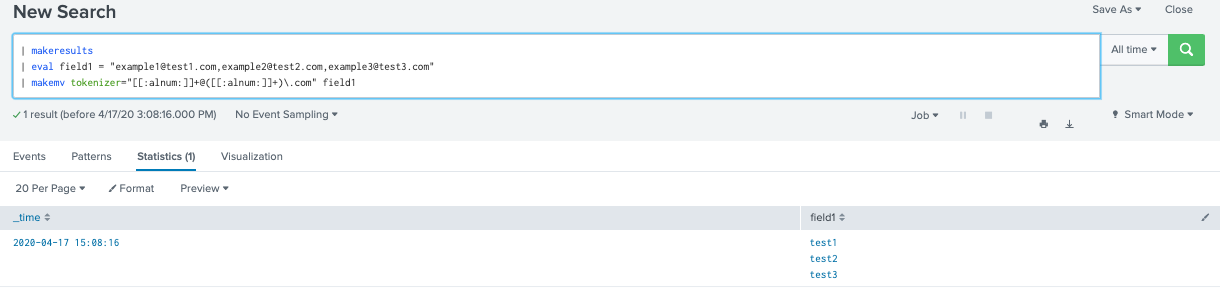 New Search
Save As Close
| makeresults
| eval field1 = "example1@test1.com,example2@test2.com,example3@test3.com"
| makemv tokenizer="[[:alnum:]]+@([[:alnum:]]+)\.com" field1
All time
1 result (before 4/17/20 3:08:16.000 PM) No Event Sampling Job Smart Mode
Events Patterns Statistics (1) Visualization
20 Per Page Format Preview
_time field1
2020-04-17 15:08:16 test1
test2
test3